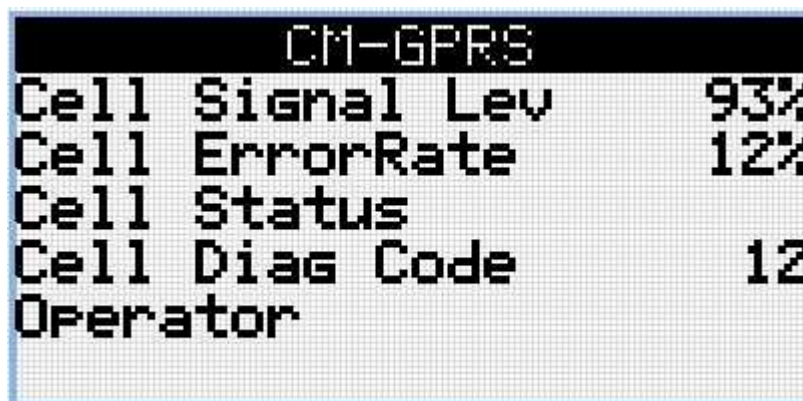 CM-GPRS
Cell Signal Lev 93%
Cell ErrorRate 12%
Cell Status
Cell Diag Code 12
Operator